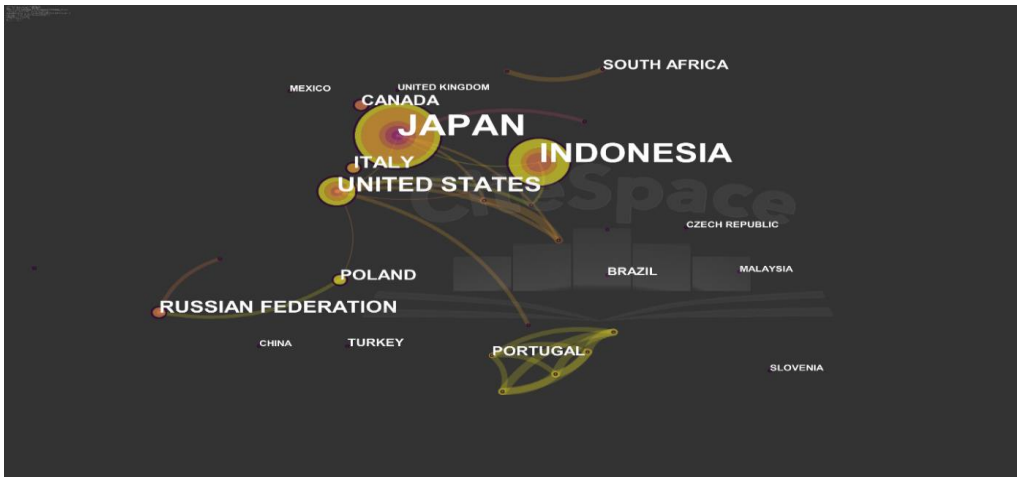 SOUTH AFRICA
MEXICO
UNITED KINGDOM
CANADA
JAPAN
INDONESIA
ITALY
UNITED STATES
CiteSpace
CZECH REPUBLIC
POLAND
BRAZIL
MALAYSIA
RUSSIAN FEDERATION
CHINA
TURKEY
PORTUGAL
SLOVENIA